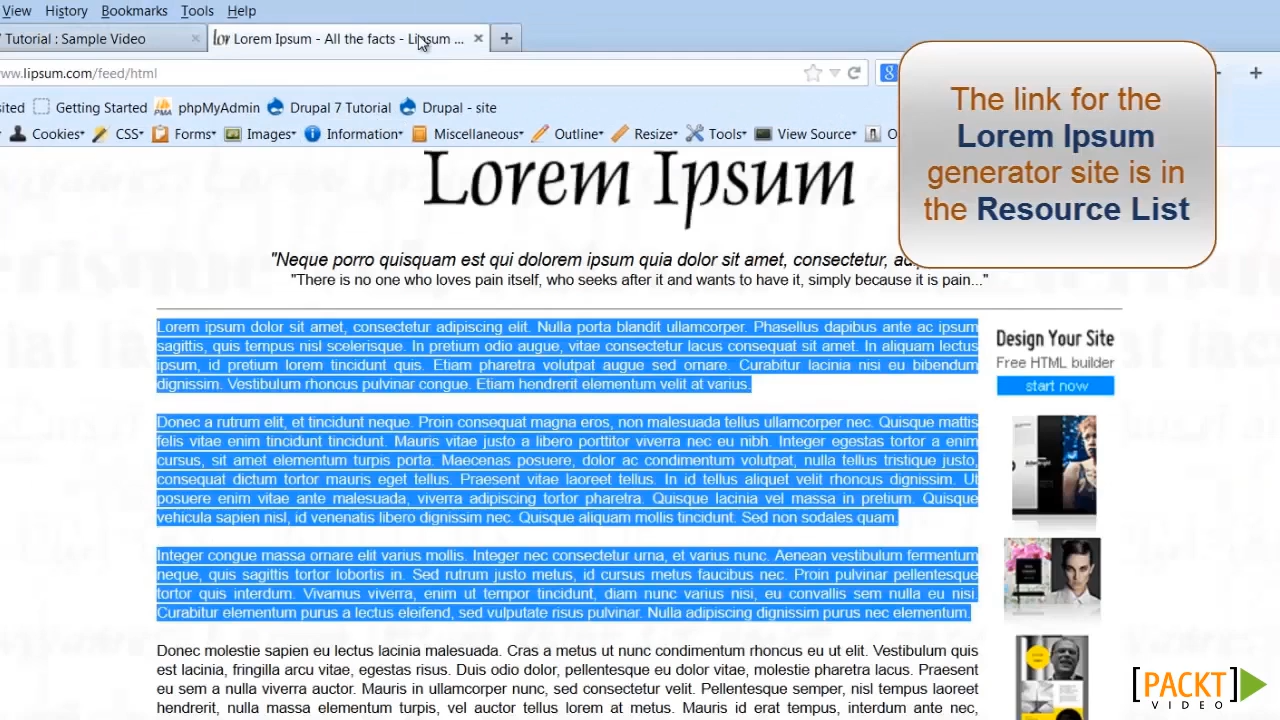 View History Bookmarks Tools Help
Tutorial : Sample Video
Lorem Ipsum - All the facts - Lipsum ...
ww.lipsum.com/feed/html
Getting Started phpMyAdmin Drupal 7 Tutorial Drupal - site
Cookies CSS Forms Images Information Miscellaneous Outline Resize Tools View Source
The link for the
Lorem Ipsum
generator site is in
the Resource List
Lorem Ipsum
"Neque porro quisquam est qui dolorem ipsum quia dolor sit amet, consectetur,
"There is no one who loves pain itself, who seeks after it and wants to have it, simply because it is pain..."
Lorem ipsum dolor sit amet, consectetur adipiscing elit. Nulla porta blandit ullamcorper. Phasellus dapibus ante ac ipsum
sagittis, quis tempus nisl scelerisque. In pretium odio augue, vitae consectetur lacus consequat sit amet. In aliquam lectus
ipsum, id pretium lorem tincidunt quis. Etiam pharetra volutpat augue sed ornare. Curabitur lacinia nisi eu bibendum
dignissim. Vestibulum rhoncus pulvinar congue. Etiam hendrerit elementum velit at varius.
Donec a rutrum elit, et tincidunt neque. Proin consequat magna eros, non malesuada tellus ullamcorper nec. Quisque mattis
felis vitae enim tincidunt tincidunt. Mauris vitae justo a libero porttitor viverra nec eu nibh. Integer egestas tortor a enim
cursus, sit amet elementum turpis porta. Maecenas posuere, dolor ac condimentum volutpat, nulla tellus tristique justo,
consequat dictum tortor mauris eget tellus. Praesent vitae laoreet tellus. In id tellus aliquet velit rhoncus dignissim. Ut
posuere enim vitae ante malesuada, viverra adipiscing tortor pharetra. Quisque lacinia vel massa in pretium. Quisque
vehicula sapien nisl, id venenatis libero dignissim nec. Quisque aliquam mollis tincidunt. Sed non sodales quam.
Integer congue massa ornare elit varius mollis. Integer nec consectetur urna, et varius nunc. Aenean vestibulum fermentum
neque, quis sagittis tortor lobortis in. Sed rutrum justo metus, id cursus metus faucibus nec. Proin pulvinar pellentesque
tortor quis interdum. Vivamus viverra, enim ut tempor tincidunt, diam nunc varius nisi, eu convallis sem nulla eu nisi.
Curabitur elementum purus a lectus eleifend, sed vulputate risus pulvinar. Nulla adipiscing dignissim purus nec elementum.
Donec molestie sapien eu lectus lacinia malesuada. Cras a metus ut nunc condimentum rhoncus eu ut elit. Vestibulum quis
est lacinia, fringilla arcu vitae, egestas risus. Duis odio dolor, pellentesque eu dolor vitae, molestie pharetra lacus. Praesent
eu sem a nulla viverra auctor. Mauris in ullamcorper nunc, sed consectetur velit. Pellentesque semper, nisl tempus laoreet
hendrerit, nulla massa elementum turpis, vel auctor tellus lorem at metus. Mauris id erat tempus, interdum ante nec,
Design Your Site
Free HTML builder
start now
[PACKT]
VIDEO